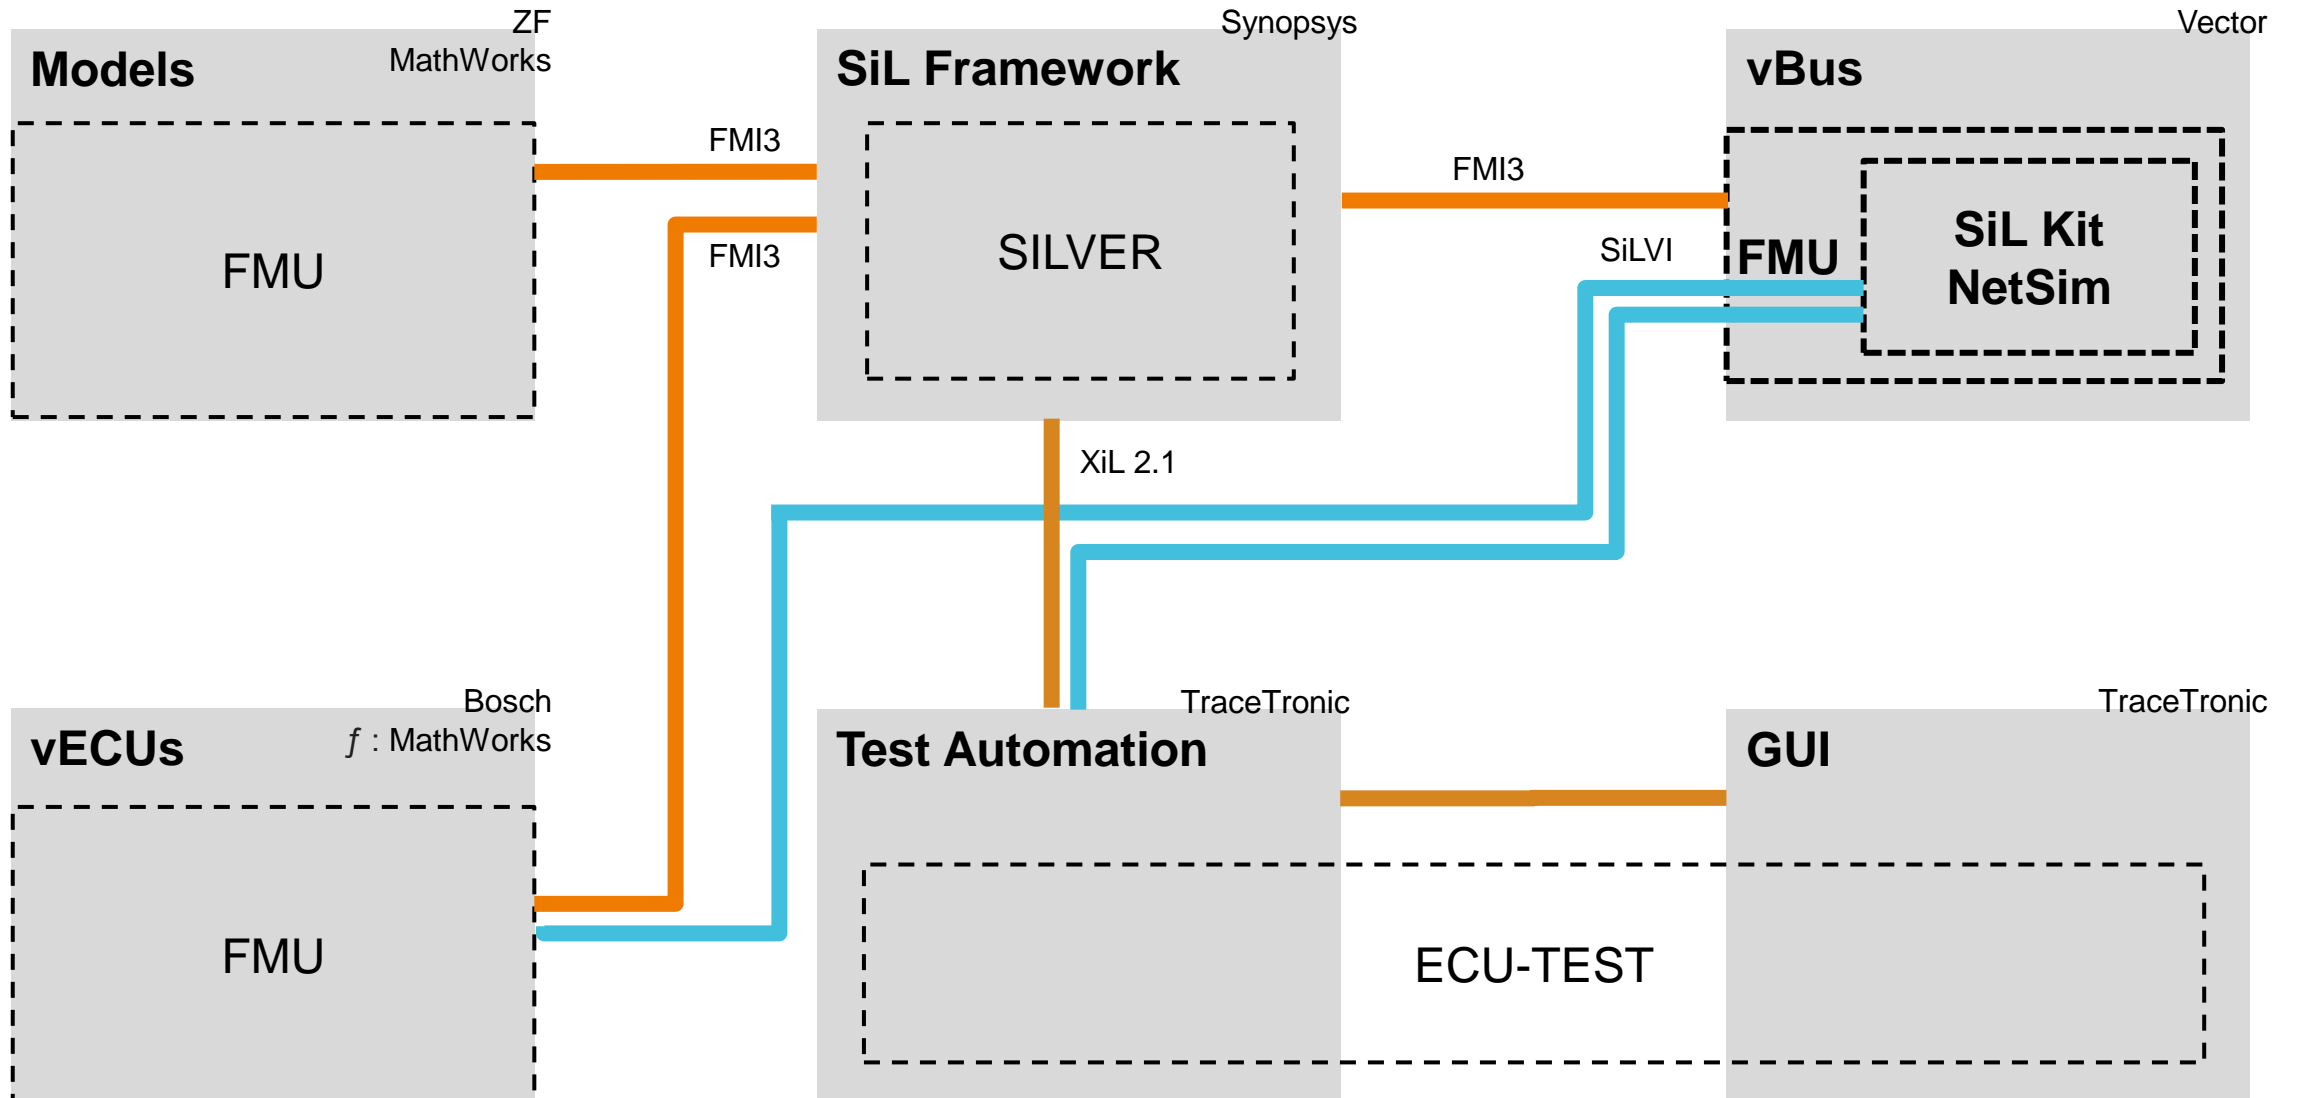 ZF
MathWorks
Models
FMU
FMI3
FMI3
Synopsys
SiL Framework
SILVER
FMI3
SiLVI
Vector
vBus
FMU
SiL Kit
NetSim
XiL 2.1
Bosch
ƒ : MathWorks
vECUs
FMU
TraceTronic
Test Automation
TraceTronic
GUI
ECU-TEST